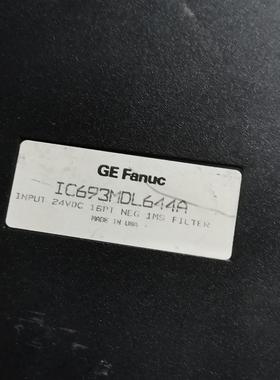 GE Fanuc
IC693MDL644A
INPUT 24VDC 16PT NEG 1MS FILTER
MADE IN USA